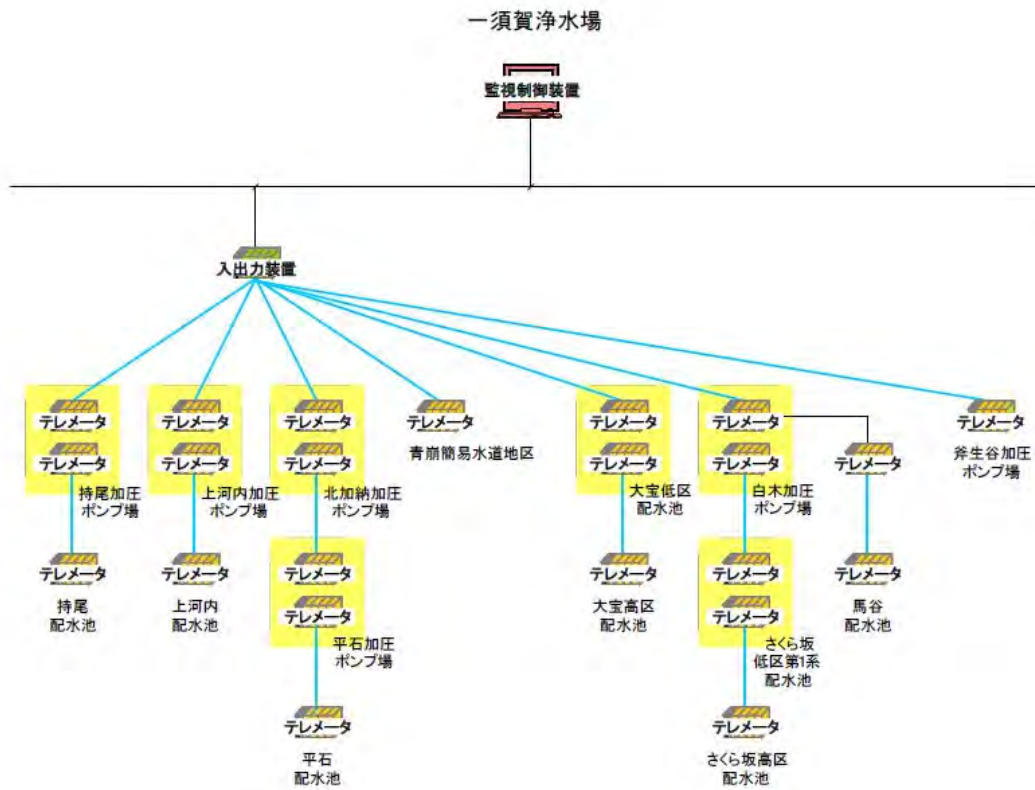 一須賀浄水場
監視制御装置
入出力装置
テレメータ
テレメータ
テレメータ
テレメータ
テレメータ
テレメータ
テレメータ
テレメータ
テレメータ
テレメータ
テレメータ
テレメータ
テレメータ
青崩簡易水道地区
斧生谷加圧
ポンプ場
持尾加圧
ポンプ場
上河内加圧
ポンプ場
北加納加圧
ポンプ場
大宝低区
配水池
白木加圧
ポンプ場
テレメータ
テレメータ
テレメータ
テレメータ
テレメータ
テレメータ
持尾
配水池
上河内
配水池
大宝高区
配水池
馬谷
配水池
テレメータ
テレメータ
平石加圧
ポンプ場
さくら坂
低区第1系
配水池
テレメータ
テレメータ
平石
配水池
さくら坂高区
配水池